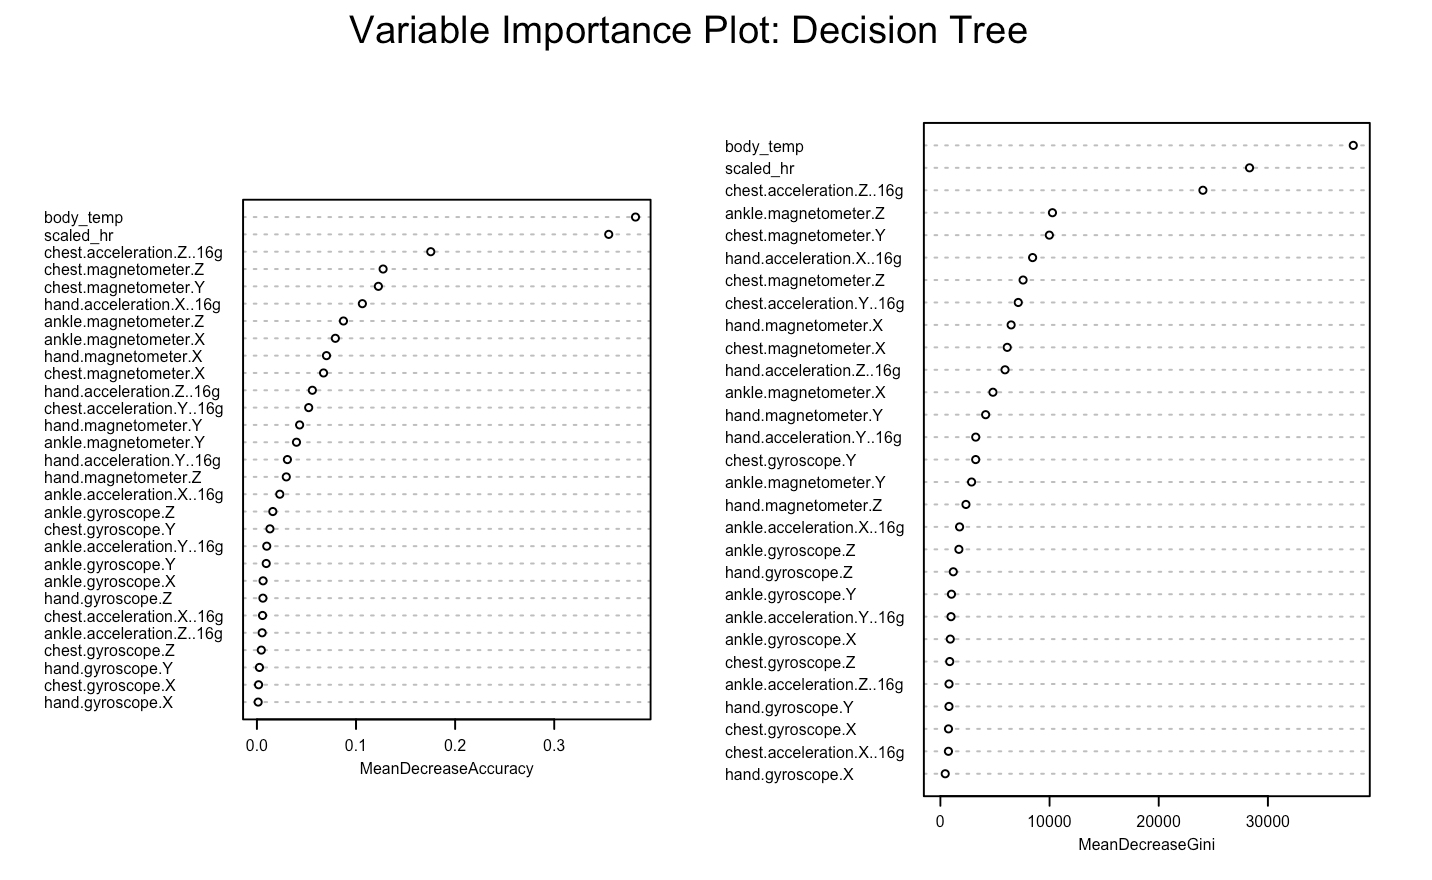 Variable Importance Plot: Decision Tree
body_temp
scaled_hr
chest.acceleration.Z..16g
chest.magnetometer.Z
chest.magnetometer.Y
hand.acceleration.X..16g
ankle.magnetometer.Z
ankle.magnetometer.X
hand.magnetometer.X
chest.magnetometer.X
hand.acceleration.Z..16g
chest.acceleration.Y..16g
hand.magnetometer.Y
ankle.magnetometer.Y
hand.acceleration.Y..16g
hand.magnetometer.Z
ankle.acceleration.X..16g
ankle.gyroscope.Z
chest.gyroscope.Y
ankle.acceleration.Y..16g
ankle.gyroscope.Y
ankle.gyroscope.X
hand.gyroscope.Z
chest.acceleration.X..16g
ankle.acceleration.Z..16g
chest.gyroscope.Z
hand.gyroscope.Y
chest.gyroscope.X
hand.gyroscope.X
0.0 0.1 0.2 0.3
MeanDecreaseAccuracy
body_temp
scaled_hr
chest.acceleration.Z..16g
ankle.magnetometer.Z
chest.magnetometer.Y
hand.acceleration.X..16g
chest.magnetometer.Z
chest.acceleration.Y..16g
hand.magnetometer.X
chest.magnetometer.X
hand.acceleration.Z..16g
ankle.magnetometer.X
hand.magnetometer.Y
hand.acceleration.Y..16g
chest.gyroscope.Y
ankle.magnetometer.Y
hand.magnetometer.Z
ankle.acceleration.X..16g
ankle.gyroscope.Z
hand.gyroscope.Z
ankle.gyroscope.Y
ankle.acceleration.Y..16g
ankle.gyroscope.X
chest.gyroscope.Z
ankle.acceleration.Z..16g
hand.gyroscope.Y
chest.gyroscope.X
chest.acceleration.X..16g
hand.gyroscope.X
0 10000 20000 30000
MeanDecreaseGini